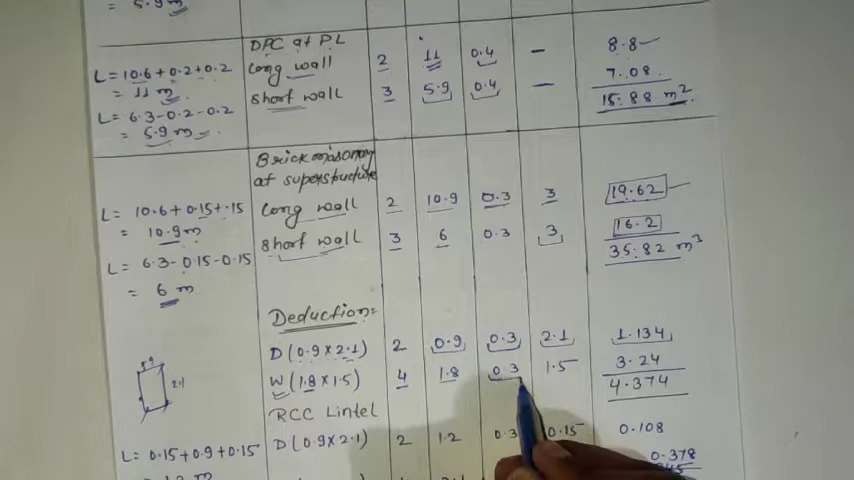 5.9m
DPC at PL
L= 10.6+0.2+0.2 Long wall 2 11 0.4 - 8.8
= 11 m short wall 3 5.9 0.4 - 7.08
L= 6.3-0.2-0.2 15.88 m²
= 5.9 m
Brick masonry
at superstructure
L= 10.6+0.15+.15 Long wall 2 10.9 0.3 3 19.62
= 10.9m short wall 3 6 0.3 3 16.2
L= 6.3-0.15-0.15 35.82 m³
= 6 m
Deduction=
D(0.9×2.1) 2 0.9 0.3 2.1 1.134
2.1 W(1.8×1.5) 4 1.8 0.3 1.5 3.24
4.374
RCC Lintel
L= 0.15+0.9+0.15 D(0.9×2.1) 2 1.2 0.3 0.15 0.108
0.378